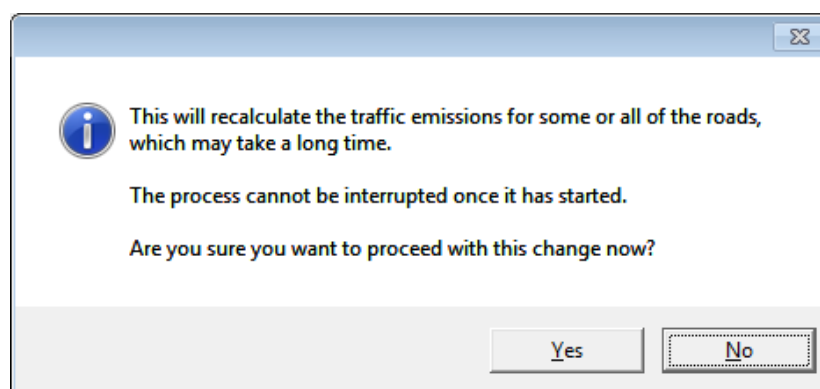 This will recalculate the traffic emissions for some or all of the roads,
which may take a long time.
The process cannot be interrupted once it has started.
Are you sure you want to proceed with this change now?
Yes
No